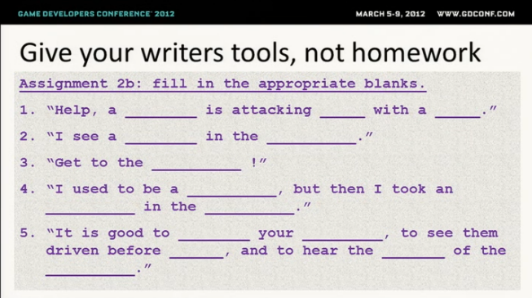 GAME DEVELOPERS CONFERENCE® 2012
MARCH 5-9, 2012 WWW.GDCONF.COM
Give your writers tools, not homework
Assignment 2b: fill in the appropriate blanks.
1. “Help, a ________ is attacking _____ with a _____.”
2. “I see a ________ in the __________.”
3. “Get to the __________ !”
4. “I used to be a __________, but then I took an
__________ in the __________.”
5. “It is good to ________ your _________, to see them
driven before ______, and to hear the _______ of the
__________.”